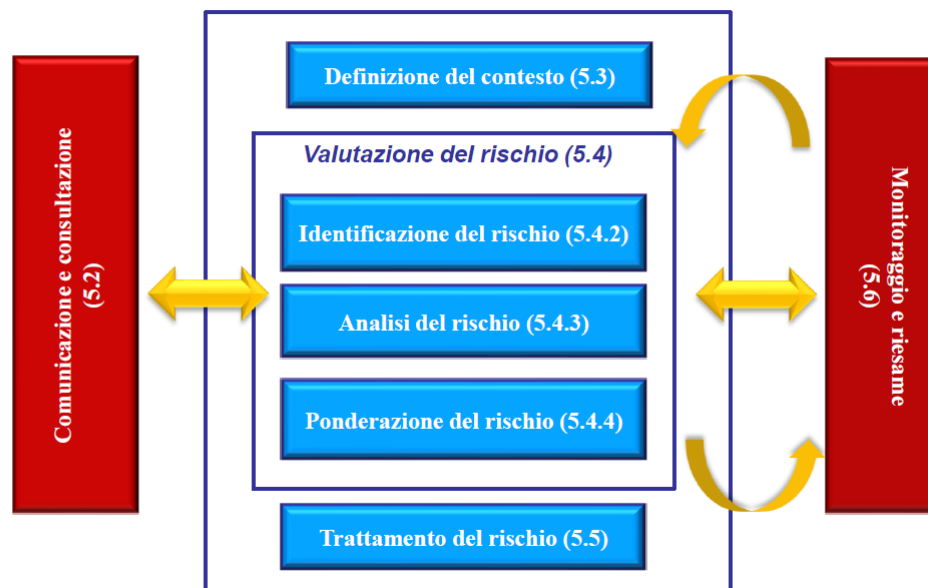 Comunicazione e consultazione
(5.2)
Definizione del contesto (5.3)
Valutazione del rischio (5.4)
Identificazione del rischio (5.4.2)
Analisi del rischio (5.4.3)
Ponderazione del rischio (5.4.4)
Trattamento del rischio (5.5)
Monitoraggio e riesame
(5.6)